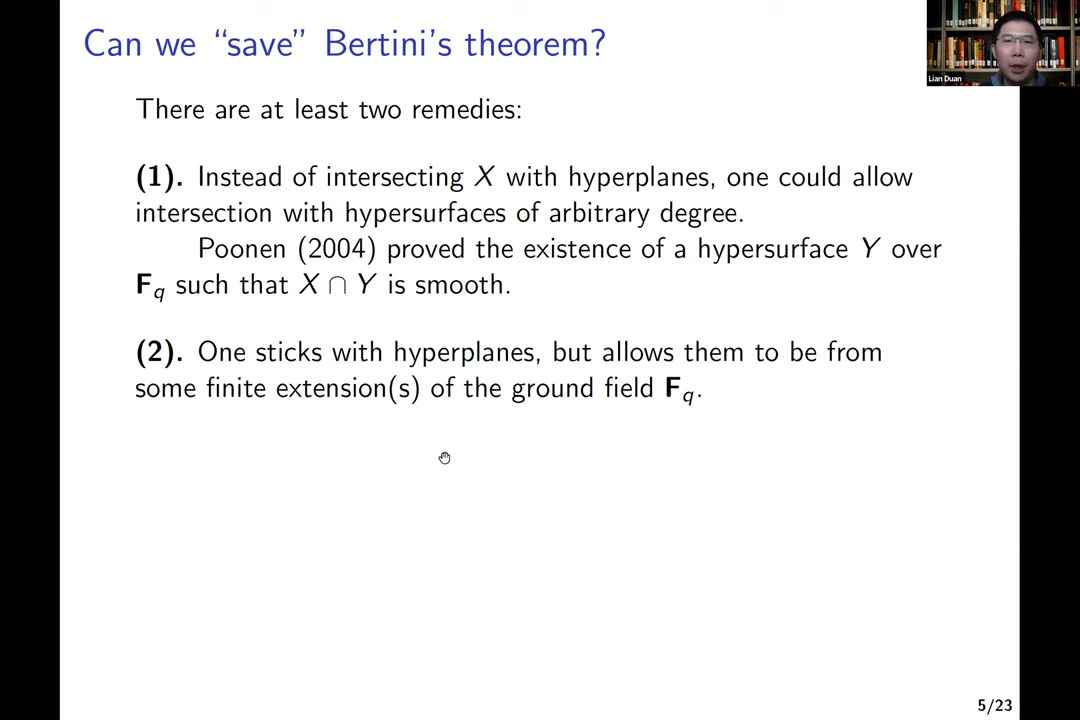 Can we “save” Bertini’s theorem?
Lian Duan
There are at least two remedies:
(1). Instead of intersecting X with hyperplanes, one could allow
intersection with hypersurfaces of arbitrary degree.
Poonen (2004) proved the existence of a hypersurface Y over
F_q such that X ∩ Y is smooth.
(2). One sticks with hyperplanes, but allows them to be from
some finite extension(s) of the ground field F_q.
5/23